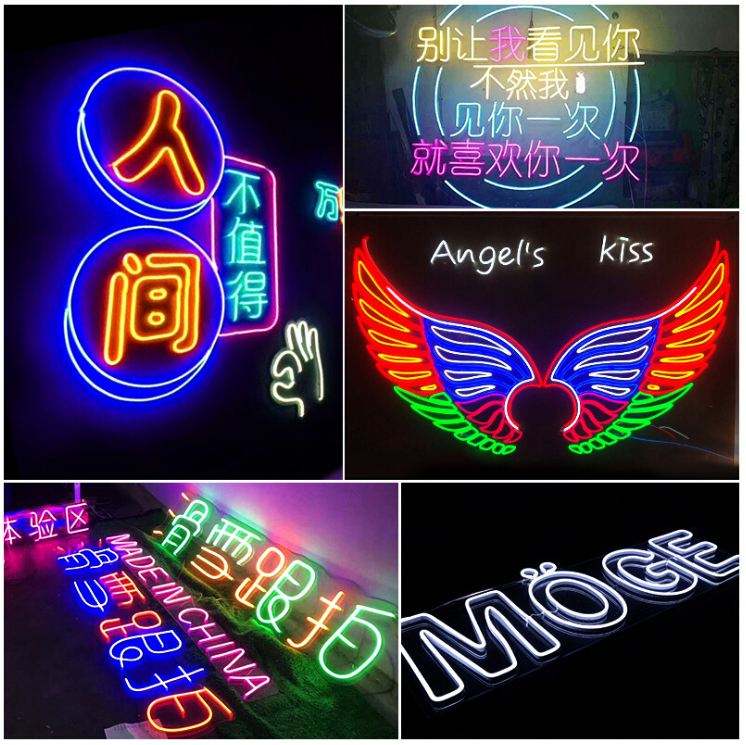 人间
不值得
别让我看见你
不然我
见你一次
就喜欢你一次
Angel's kiss
体验区
滑雪跟拍
MADE IN CHINA
滑雪跟拍
MÖGE